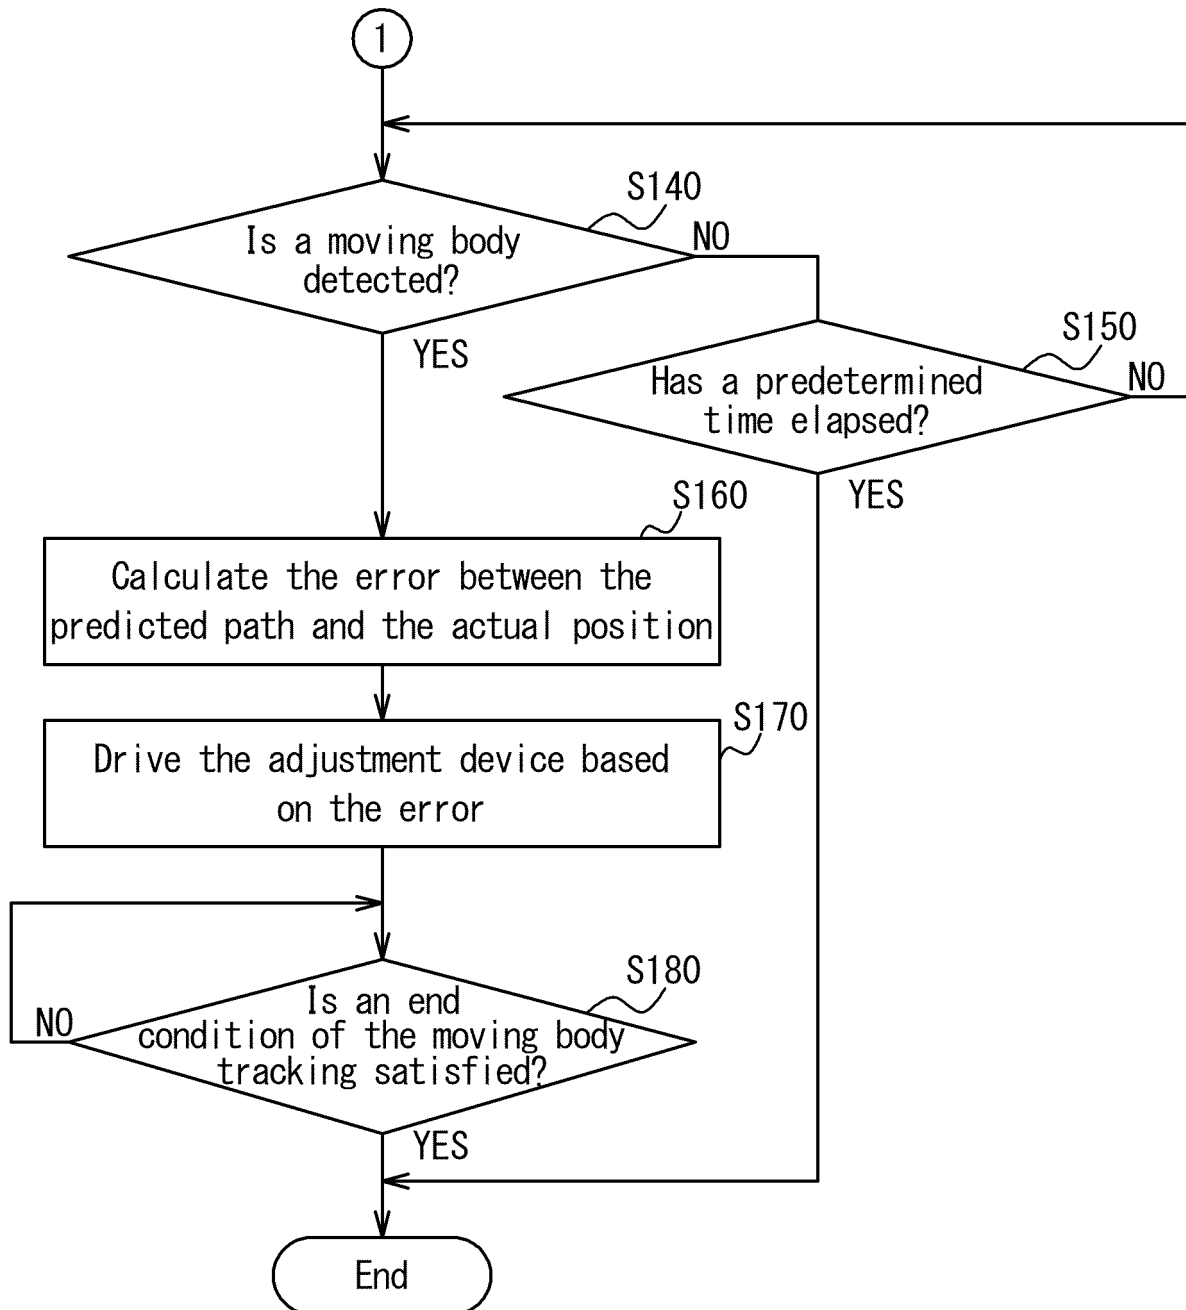 1
S140
Is a moving body
detected?
NO
YES
S150
Has a predetermined
time elapsed?
NO
YES
S160
Calculate the error between the
predicted path and the actual position
S170
Drive the adjustment device based
on the error
S180
Is an end
condition of the moving body
tracking satisfied?
NO
YES
End